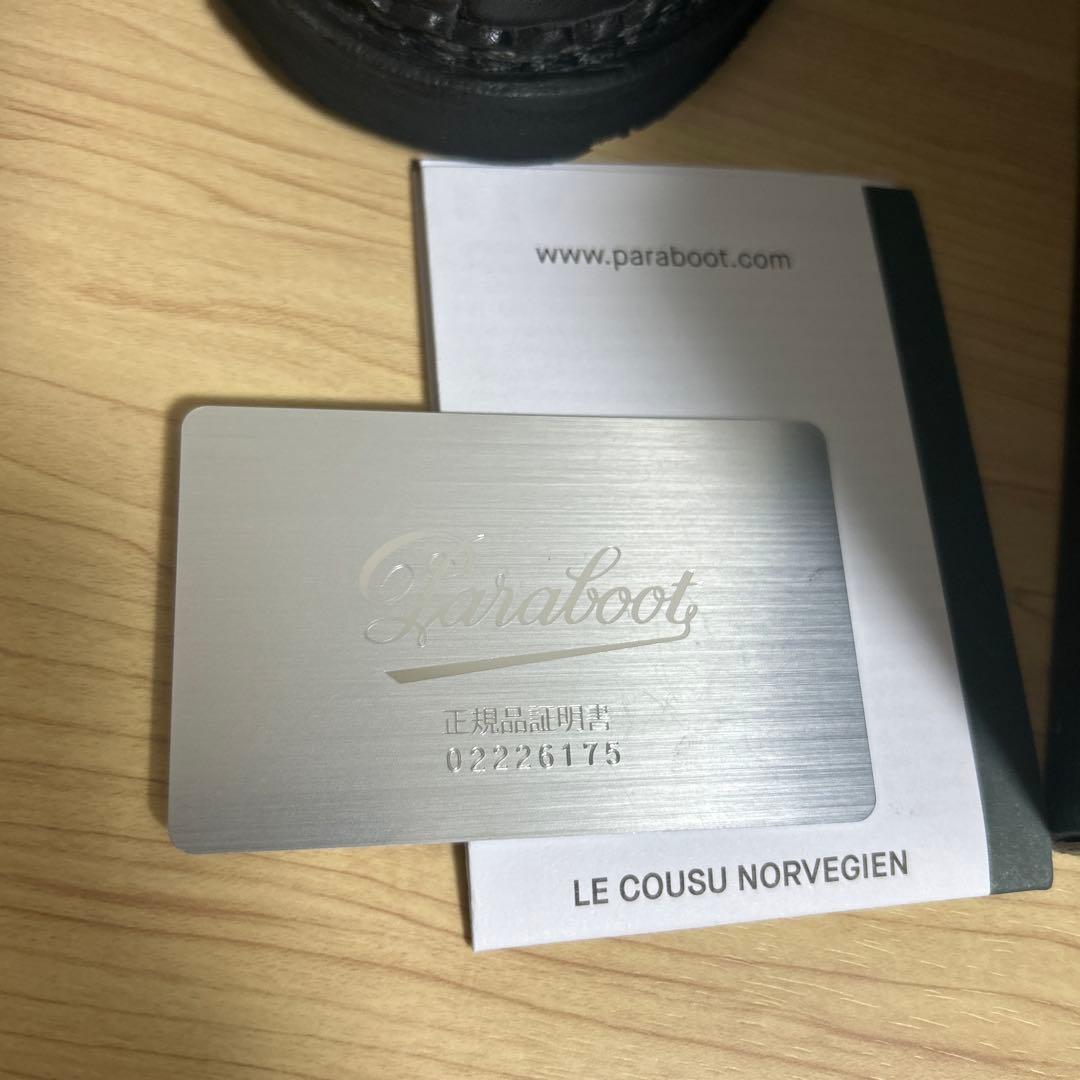 www.paraboot.com
Paraboot
正規品証明書
02226175
LE COUSU NORVEGIEN